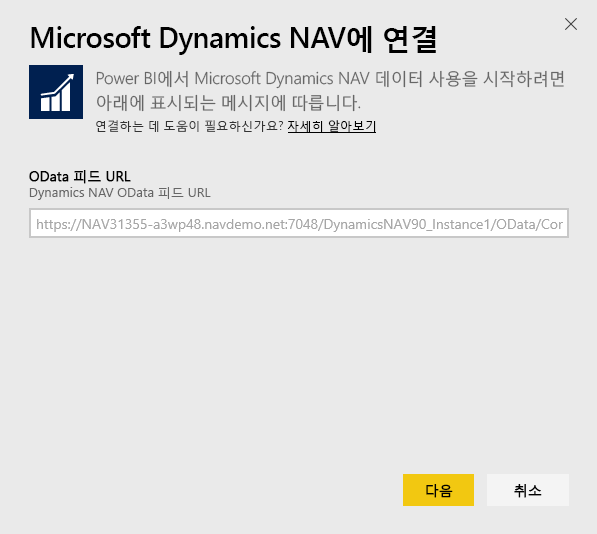 Microsoft Dynamics NAV에 연결
Power BI에서 Microsoft Dynamics NAV 데이터 사용을 시작하려면
아래에 표시되는 메시지에 따릅니다.
연결하는 데 도움이 필요하신가요? 자세히 알아보기
OData 피드 URL
Dynamics NAV OData 피드 URL
https://NAV31355-a3wp48.navdemo.net:7048/DynamicsNAV90_Instance1/OData/Cor
다음 취소